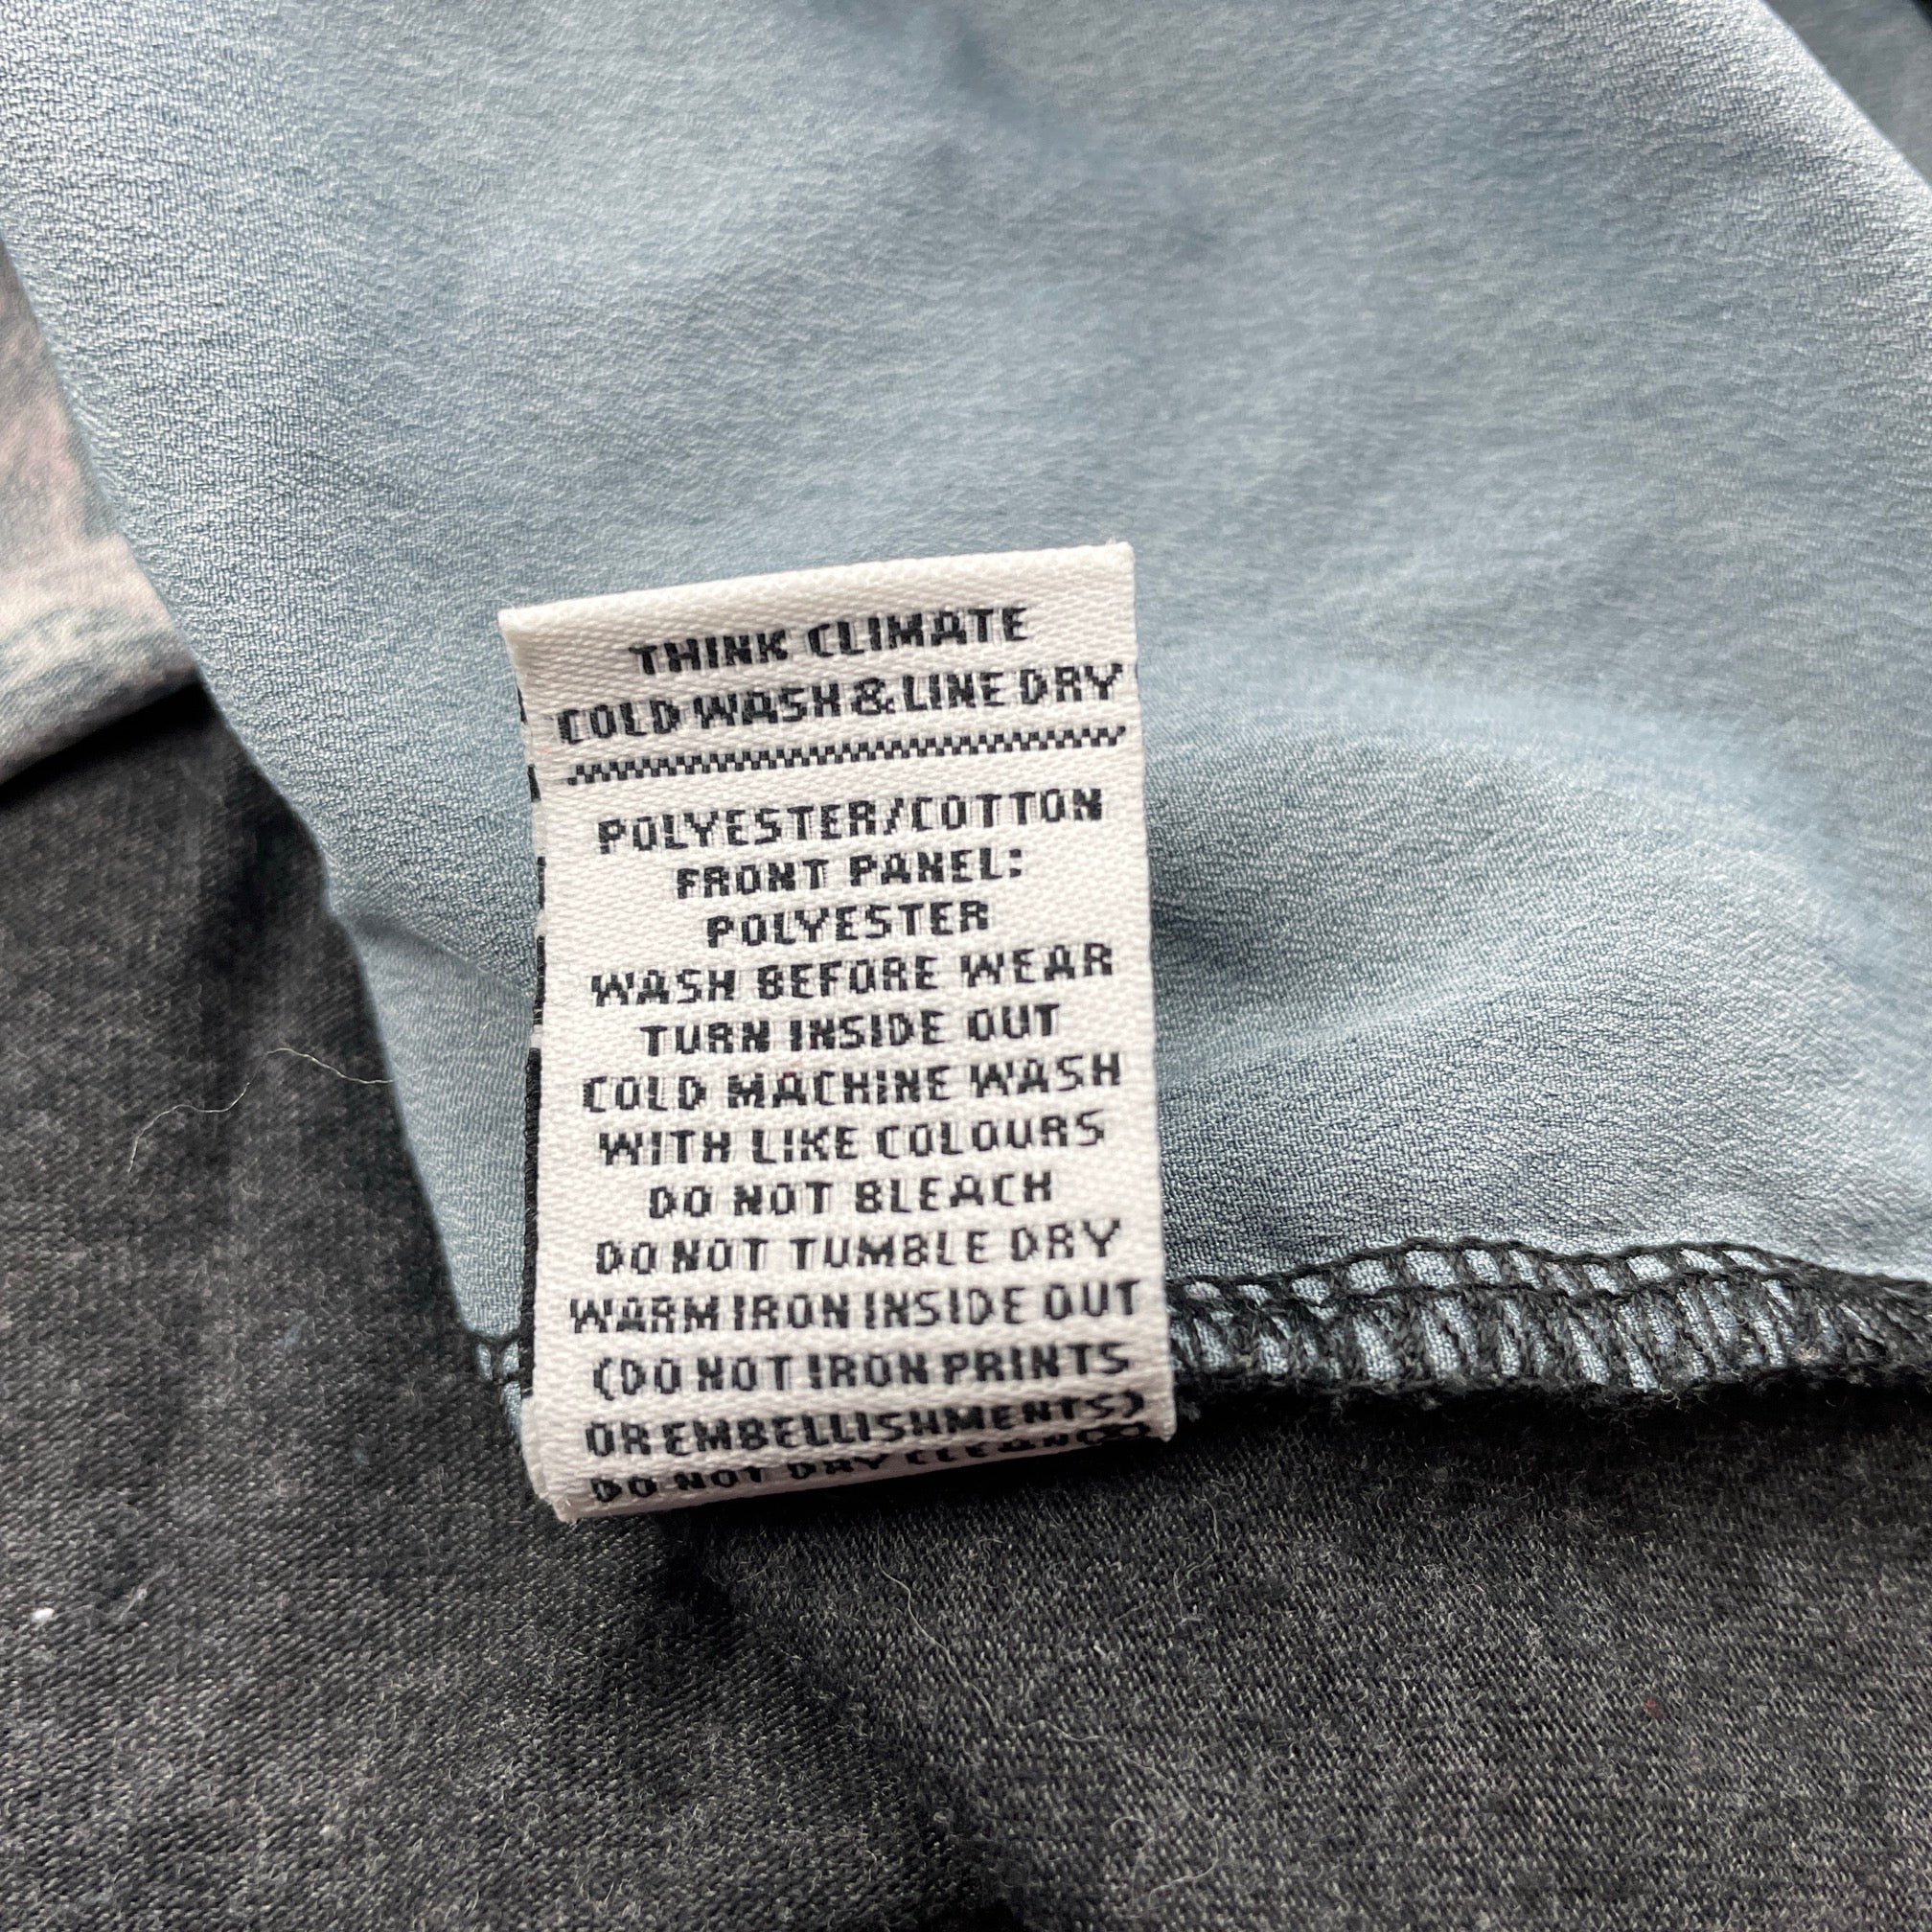 THINK CLIMATE
COLD WASH & LINE DRY
POLYESTER/COTTON
FRONT PANEL:
POLYESTER
WASH BEFORE WEAR
TURN INSIDE OUT
COLD MACHINE WASH
WITH LIKE COLOURS
DO NOT BLEACH
DO NOT TUMBLE DRY
WARM IRON INSIDE OUT
(DO NOT IRON PRINTS
OR EMBELLISHMENTS)
DO NOT DRY CLEAN